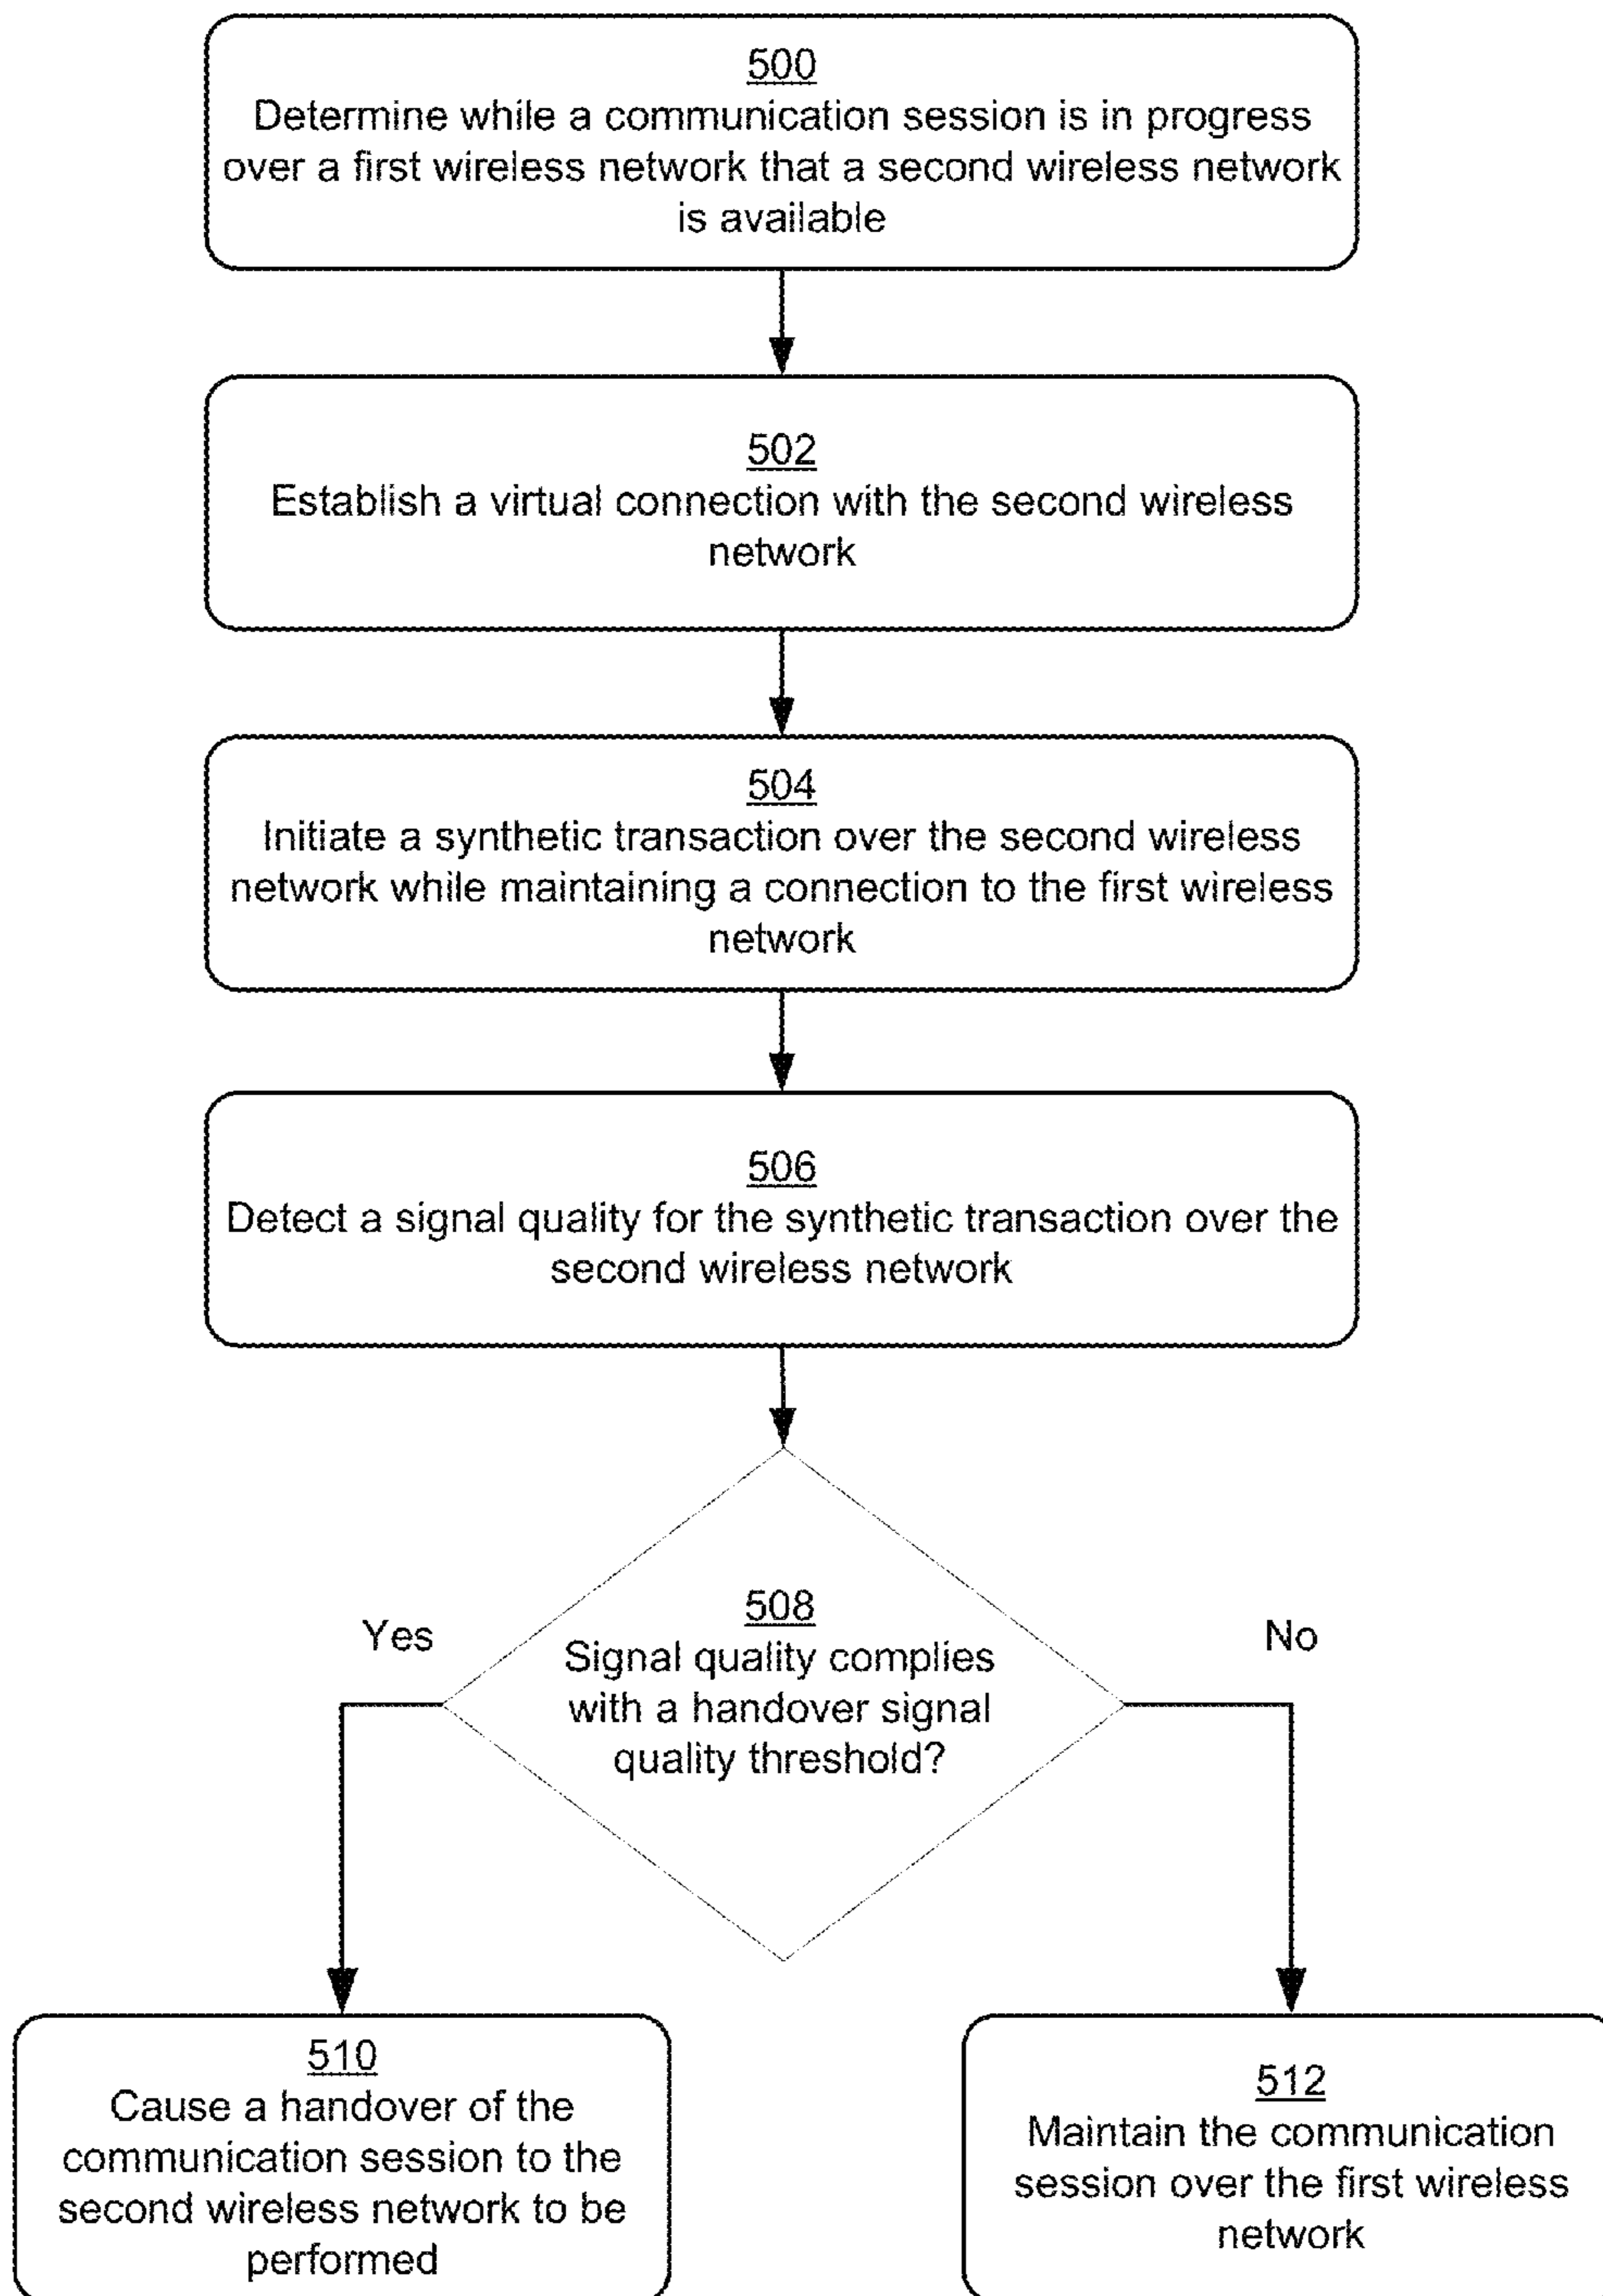 500
Determine while a communication session is in progress
over a first wireless network that a second wireless network
is available
502
Establish a virtual connection with the second wireless
network
504
Initiate a synthetic transaction over the second wireless
network while maintaining a connection to the first wireless
network
506
Detect a signal quality for the synthetic transaction over the
second wireless network
508
Signal quality complies
with a handover signal
quality threshold?
Yes
No
510
Cause a handover of the
communication session to the
second wireless network to be
performed
512
Maintain the communication
session over the first wireless
network